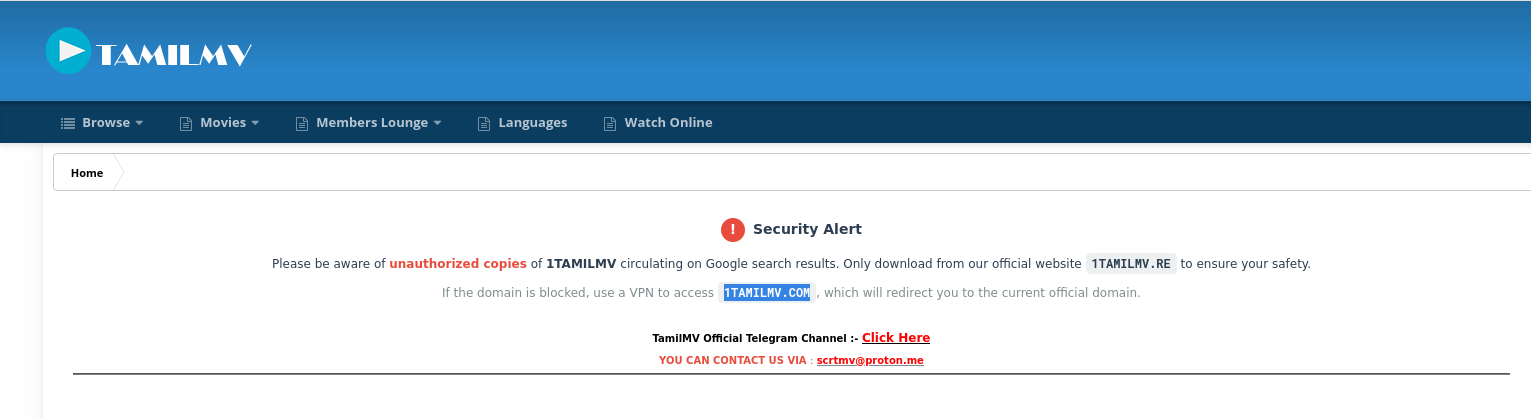 TAMILMV
Browse Movies Members Lounge Languages Watch Online
Home
! Security Alert
Please be aware of unauthorized copies of 1TAMILMV circulating on Google search results. Only download from our official website 1TAMILMV.RE to ensure your safety.
If the domain is blocked, use a VPN to access 1TAMILMV.COM, which will redirect you to the current official domain.
TamilMV Official Telegram Channel :- Click Here
YOU CAN CONTACT US VIA : scrtmv@proton.me